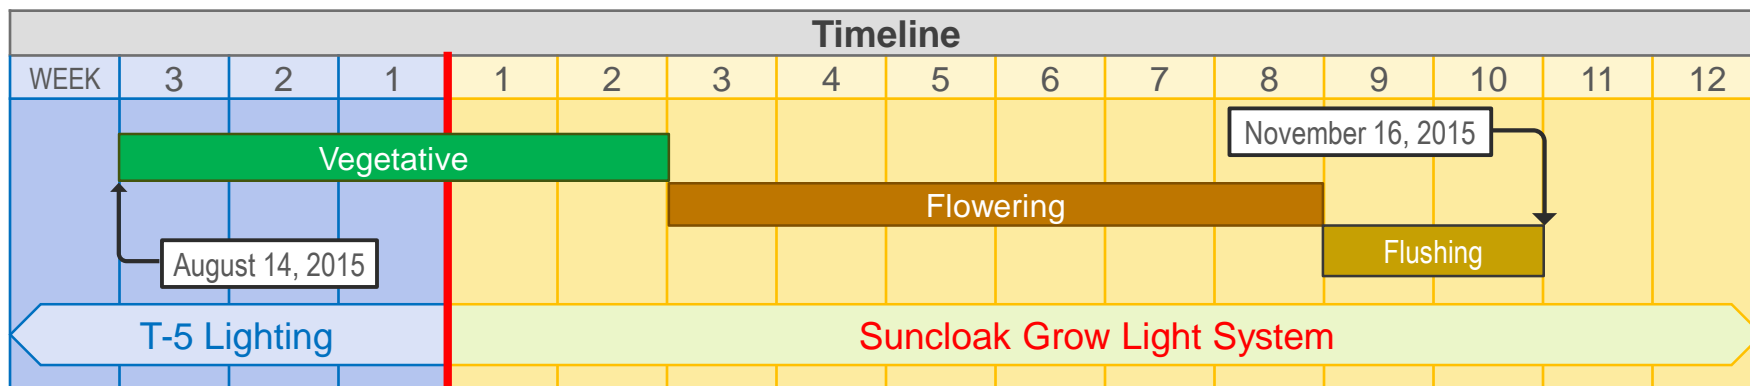 Timeline
WEEK 3 2 1 1 2 3 4 5 6 7 8 9 10 11 12
November 16, 2015
Vegetative
Flowering
Flushing
August 14, 2015
T-5 Lighting
Suncloak Grow Light System